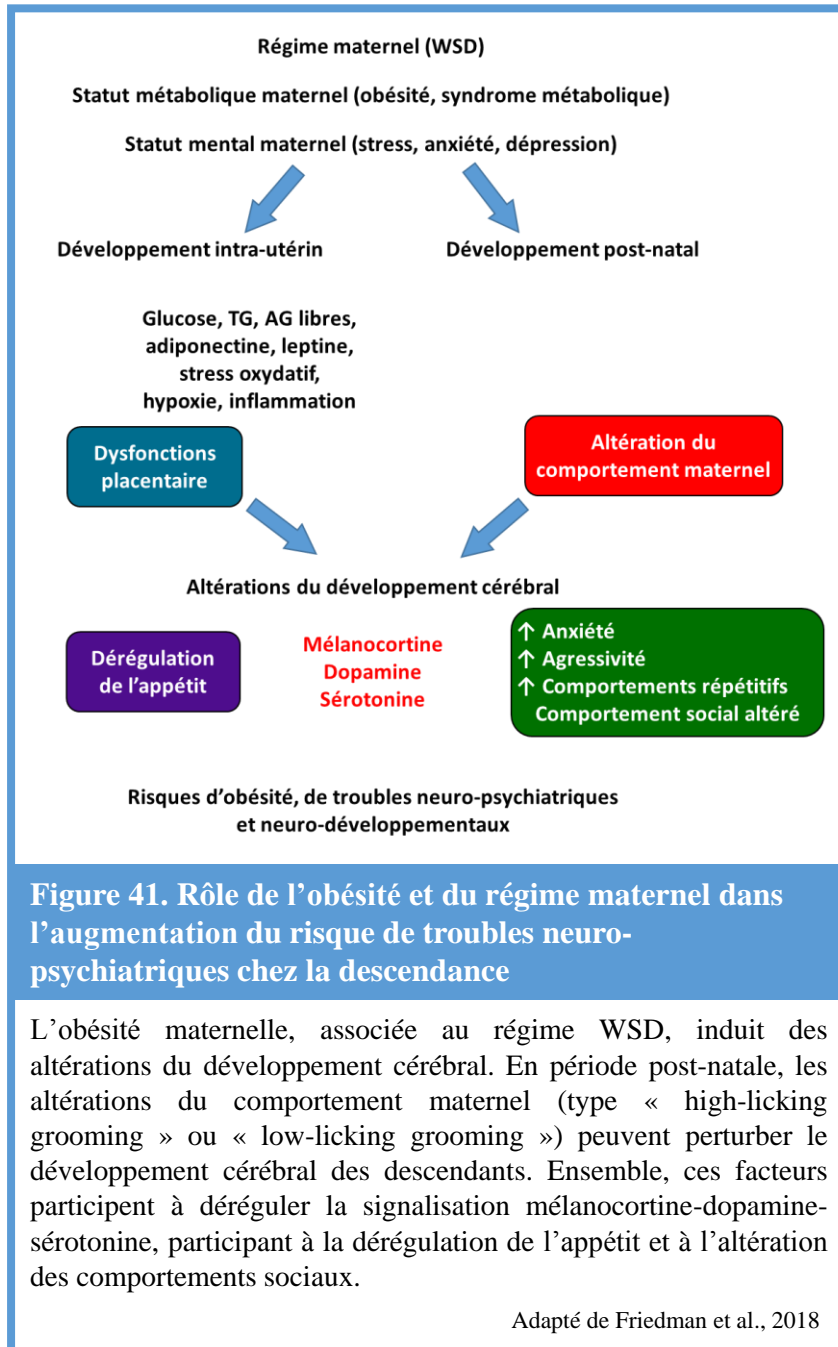 Régime maternel (WSD)
Statut métabolique maternel (obésité, syndrome métabolique)
Statut mental maternel (stress, anxiété, dépression)
Développement intra-utérin
Développement post-natal
Glucose, TG, AG libres,
adiponectine, leptine,
stress oxydatif,
hypoxie, inflammation
Dysfonctions
placentaire
Altération du
comportement maternel
Altérations du développement cérébral
Dérégulation
de l'appétit
Mélanocortine
Dopamine
Sérotonine
↑ Anxiété
↑ Agressivité
↑ Comportements répétitifs
Comportement social altéré
Risques d'obésité, de troubles neuro-psychiatriques
et neuro-développementaux
Figure 41. Rôle de l'obésité et du régime maternel dans
l'augmentation du risque de troubles neuro-
psychiatriques chez la descendance
L'obésité maternelle, associée au régime WSD, induit des
altérations du développement cérébral. En période post-natale, les
altérations du comportement maternel (type « high-licking
grooming » ou « low-licking grooming ») peuvent perturber le
développement cérébral des descendants. Ensemble, ces facteurs
participent à déréguler la signalisation mélanocortine-dopamine-
sérotonine, participant à la dérégulation de l'appétit et à l'altération
des comportements sociaux.
Adapté de Friedman et al., 2018